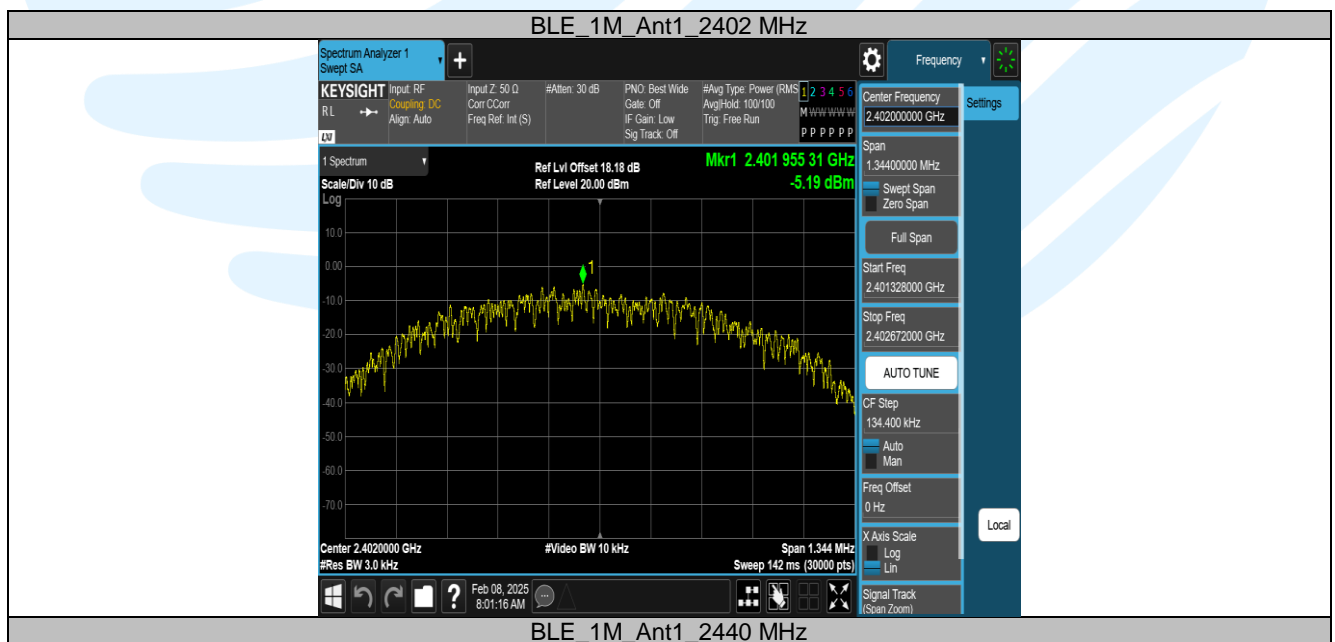 BLE_1M_Ant1_2402 MHz
Spectrum Analyzer 1
Swept SA
+
Frequency
KEYSIGHT
RL
LXI
Input: RF
Coupling: DC
Align: Auto
Input Z: 50 Ω
Corr CCorr
Freq Ref: Int (S)
#Atten: 30 dB
PNO: Best Wide
Gate: Off
IF Gain: Low
Sig Track: Off
#Avg Type: Power (RMS
Avg|Hold: 100/100
Trig: Free Run
1 2 3 4 5 6
M W W W W W
P P P P P P
1 Spectrum
Scale/Div 10 dB
Log
Ref Lvl Offset 18.18 dB
Ref Level 20.00 dBm
Mkr1 2.401 955 31 GHz
-5.19 dBm
10.0
0.00
-10.0
-20.0
-30.0
-40.0
-50.0
-60.0
-70.0
1
Center 2.4020000 GHz
#Res BW 3.0 kHz
#Video BW 10 kHz
Span 1.344 MHz
Sweep 142 ms (30000 pts)
Center Frequency
2.402000000 GHz
Settings
Span
1.34400000 MHz
Swept Span
Zero Span
Full Span
Start Freq
2.401328000 GHz
Stop Freq
2.402672000 GHz
AUTO TUNE
CF Step
134.400 kHz
Auto
Man
Freq Offset
0 Hz
X Axis Scale
Log
Lin
Local
Signal Track
(Span Zoom)
?
Feb 08, 2025
8:01:16 AM
BLE_1M_Ant1_2440 MHz